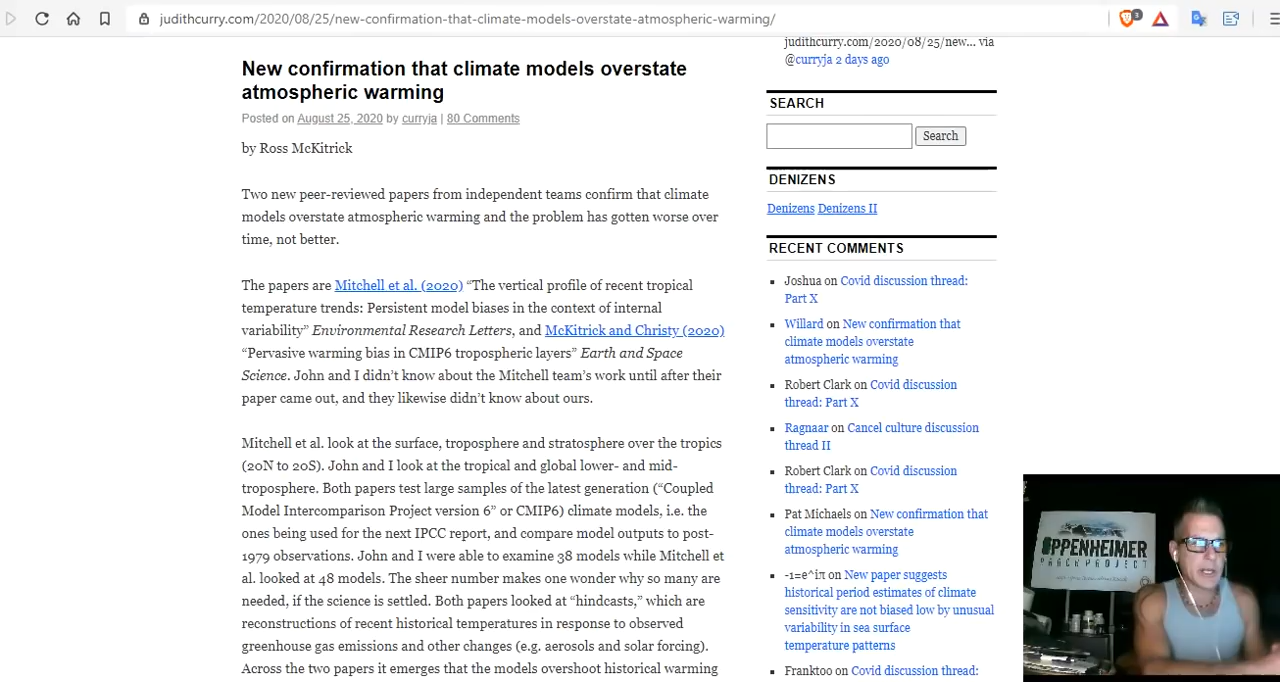 judithcurry.com/2020/08/25/new-confirmation-that-climate-models-overstate-atmospheric-warming/
3
New confirmation that climate models overstate
atmospheric warming
Posted on August 25, 2020 by curryja | 80 Comments
by Ross McKitrick
Two new peer-reviewed papers from independent teams confirm that climate
models overstate atmospheric warming and the problem has gotten worse over
time, not better.
The papers are Mitchell et al. (2020) “The vertical profile of recent tropical
temperature trends: Persistent model biases in the context of internal
variability” Environmental Research Letters, and McKitrick and Christy (2020)
“Pervasive warming bias in CMIP6 tropospheric layers” Earth and Space
Science. John and I didn’t know about the Mitchell team’s work until after their
paper came out, and they likewise didn’t know about ours.
Mitchell et al. look at the surface, troposphere and stratosphere over the tropics
(20N to 20S). John and I look at the tropical and global lower- and mid-
troposphere. Both papers test large samples of the latest generation (“Coupled
Model Intercomparison Project version 6” or CMIP6) climate models, i.e. the
ones being used for the next IPCC report, and compare model outputs to post-
1979 observations. John and I were able to examine 38 models while Mitchell et
al. looked at 48 models. The sheer number makes one wonder why so many are
needed, if the science is settled. Both papers looked at “hindcasts,” which are
reconstructions of recent historical temperatures in response to observed
greenhouse gas emissions and other changes (e.g. aerosols and solar forcing).
Across the two papers it emerges that the models overshoot historical warming
judithcurry.com/2020/08/25/new… via
@curryja 2 days ago
SEARCH
Search
DENIZENS
Denizens Denizens II
RECENT COMMENTS
Joshua on Covid discussion thread:
Part X
Willard on New confirmation that
climate models overstate
atmospheric warming
Robert Clark on Covid discussion
thread: Part X
Ragnaar on Cancel culture discussion
thread II
Robert Clark on Covid discussion
thread: Part X
Pat Michaels on New confirmation that
climate models overstate
atmospheric warming
-1=e^iπ on New paper suggests
historical period estimates of climate
sensitivity are not biased low by unusual
variability in sea surface
temperature patterns
Franktoo on Covid discussion thread:
OPPENHEIMER
RANCH PROJECT